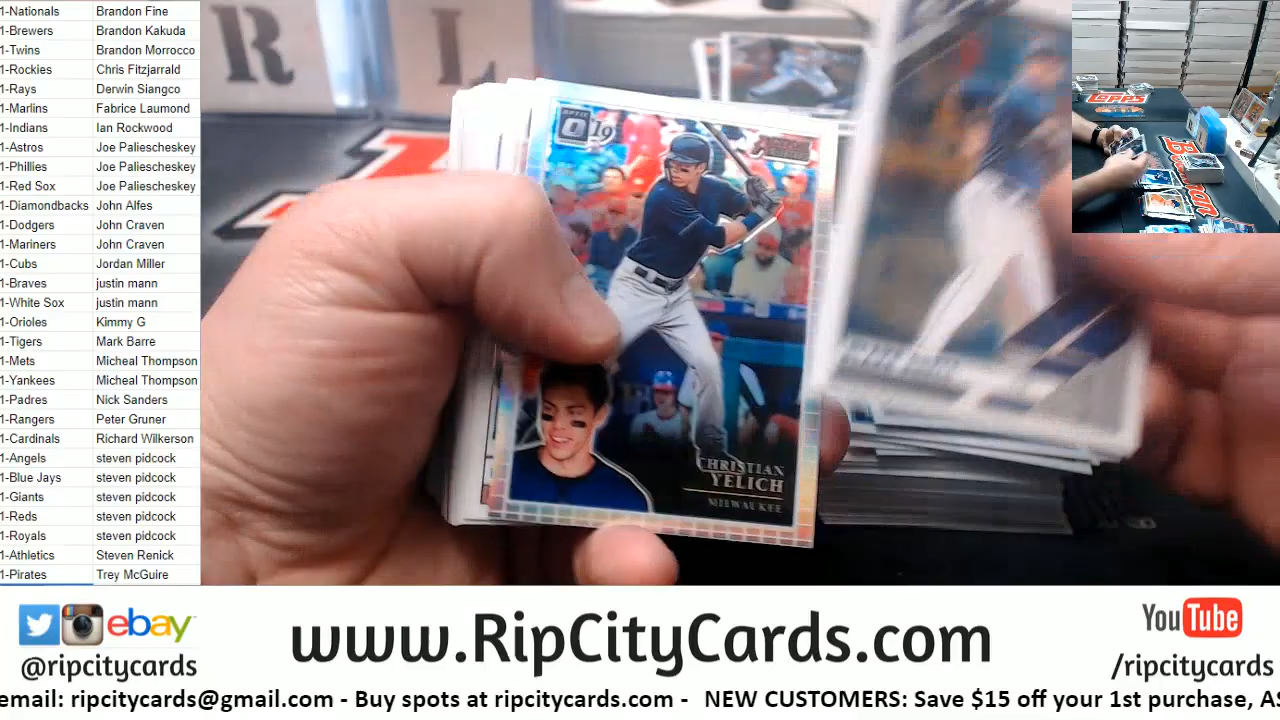 1-Nationals Brandon Fine
1-Brewers Brandon Kakuda
1-Twins Brandon Morrocco
1-Rockies Chris Fitzjarrald
1-Rays Derwin Siangco
1-Marlins Fabrice Laumond
1-Indians Ian Rockwood
1-Astros Joe Paliescheskey
1-Phillies Joe Paliescheskey
1-Red Sox Joe Paliescheskey
1-Diamondbacks John Alfes
1-Dodgers John Craven
1-Mariners John Craven
1-Cubs Jordan Miller
1-Braves justin mann
1-White Sox justin mann
1-Orioles Kimmy G
1-Tigers Mark Barre
1-Mets Micheal Thompson
1-Yankees Micheal Thompson
1-Padres Nick Sanders
1-Rangers Peter Gruner
1-Cardinals Richard Wilkerson
1-Angels steven pidcock
1-Blue Jays steven pidcock
1-Giants steven pidcock
1-Reds steven pidcock
1-Royals steven pidcock
1-Athletics Steven Renick
1-Pirates Trey McGuire
R L
OPTIC
19
CHRISTIAN
YELICH
MILWAUKEE
Topps
Bowman
ebay
@ripcitycards
www.RipCityCards.com
YouTube
/ripcitycards
email: ripcitycards@gmail.com - Buy spots at ripcitycards.com - NEW CUSTOMERS: Save $15 off your 1st purchase, AS